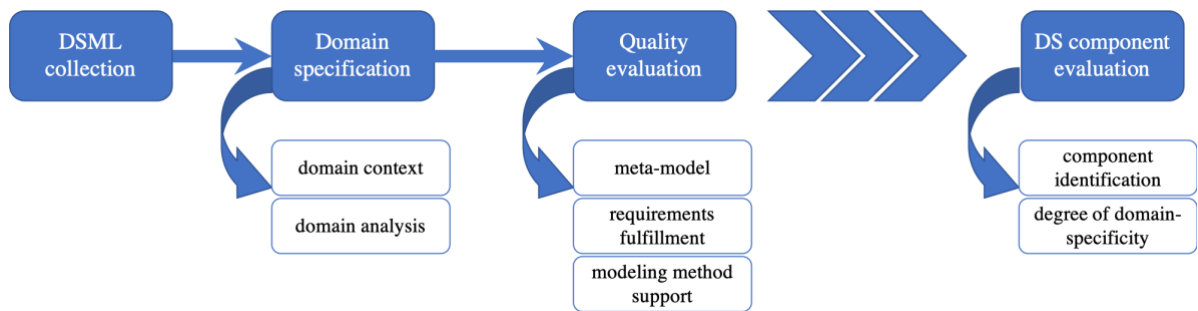 DSML
collection
Domain
specification
Quality
evaluation
DS component
evaluation
domain context
domain analysis
meta-model
requirements
fulfillment
modeling method
support
component
identification
degree of domain-
specificity